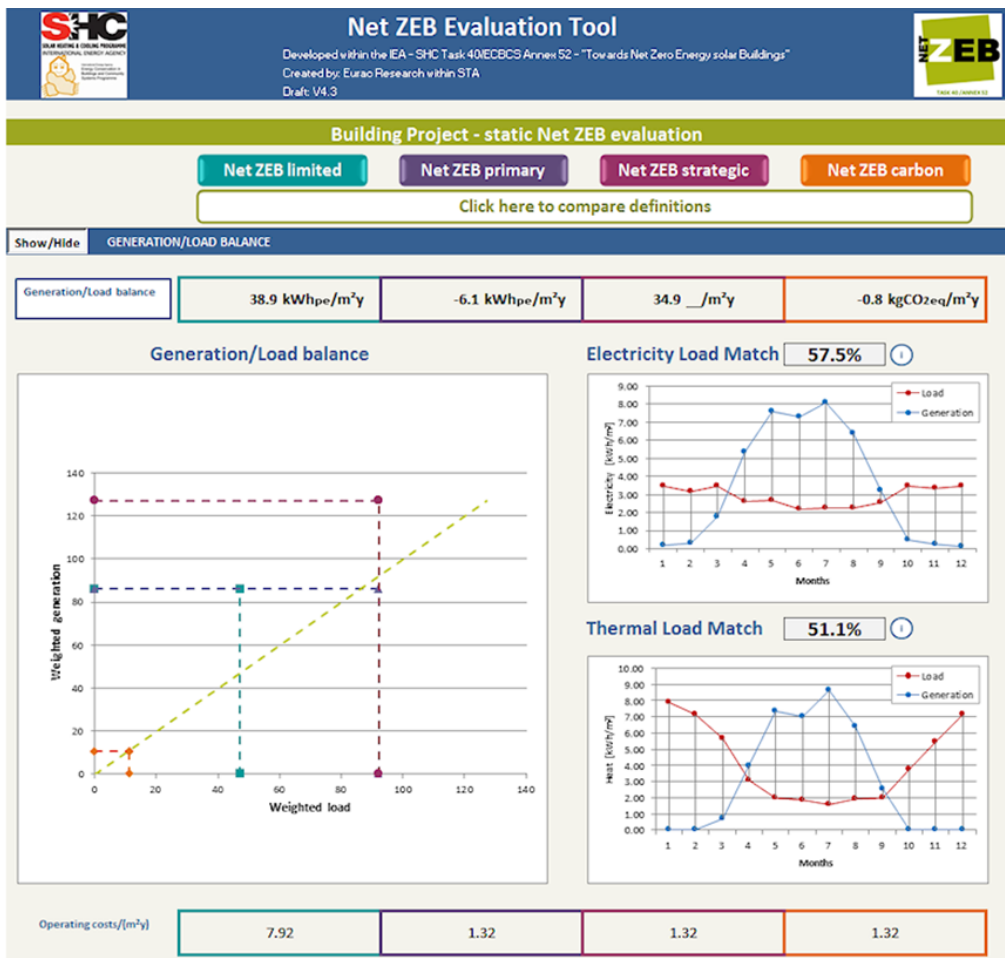 SHC
SOLAR HEATING & COOLING PROGRAMME
INTERNATIONAL ENERGY AGENCY
Net ZEB Evaluation Tool
Developed within the IEA - SHC Task 40/ECBCS Annex 52 - "Towards Net Zero Energy solar Buildings"
Created by: Eurac Research within STA
Draft: V4.3
NET ZEB
TASK 40 / ANNEX 52
Building Project - static Net ZEB evaluation
Net ZEB limited
Net ZEB primary
Net ZEB strategic
Net ZEB carbon
Click here to compare definitions
Show/Hide
GENERATION/LOAD BALANCE
Generation/Load balance
38.9 kWhpe/m²y
-6.1 kWhpe/m²y
34.9 __/m²y
-0.8 kgCO2eq/m²y
Generation/Load balance
140
120
100
80
60
40
20
0
0 20 40 60 80 100 120 140
Weighted generation
Weighted load
Electricity Load Match
57.5%
i
9.00
8.00
7.00
6.00
5.00
4.00
3.00
2.00
1.00
0.00
Electricity [kWh/m²]
Load
Generation
1 2 3 4 5 6 7 8 9 10 11 12
Months
Thermal Load Match
51.1%
i
10.00
9.00
8.00
7.00
6.00
5.00
4.00
3.00
2.00
1.00
0.00
Heat [kWh/m²]
Load
Generation
1 2 3 4 5 6 7 8 9 10 11 12
Months
Operating costs/(m²y)
7.92
1.32
1.32
1.32